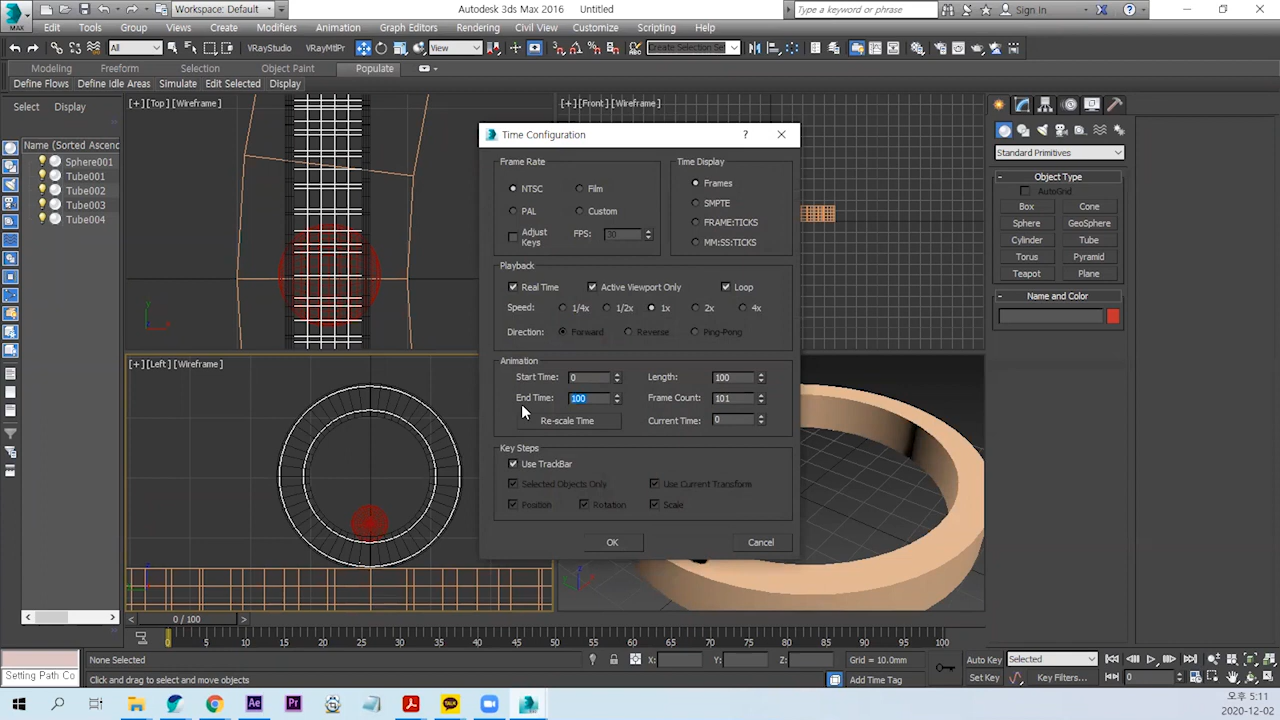 MAX
Workspace: Default
Autodesk 3ds Max 2016 Untitled
Type a keyword or phrase
Sign In
Edit Tools Group Views Create Modifiers Animation Graph Editors Rendering Civil View Customize Scripting Help
All
VRayStudio VRayMtPro
View
Create Selection Set
Modeling Freeform Selection Object Paint Populate
Define Flows Define Idle Areas Simulate Edit Selected Display
Select Display
Name (Sorted Ascen
Sphere001
Tube001
Tube002
Tube003
Tube004
[+] [Top] [Wireframe]
[+] [Front] [Wireframe]
[+] [Left] [Wireframe]
Time Configuration
Frame Rate
NTSC Film
PAL Custom
Adjust Keys
FPS: 30
Time Display
Frames
SMPTE
FRAME:TICKS
MM:SS:TICKS
Playback
Real Time Active Viewport Only Loop
Speed: 1/4x 1/2x 1x 2x 4x
Direction: Forward Reverse Ping-Pong
Animation
Start Time: 0 Length: 100
End Time: 100 Frame Count: 101
Re-scale Time Current Time: 0
Key Steps
Use TrackBar
Selected Objects Only Use Current Transform
Position Rotation Scale
OK Cancel
Standard Primitives
Object Type
AutoGrid
Box Cone
Sphere GeoSphere
Cylinder Tube
Torus Pyramid
Teapot Plane
Name and Color
0 / 100
0 5 10 15 20 25 30 35 40 45 50 55 60 65 70 75 80 85 90 95 100
None Selected
X: Y: Z: Grid = 10.0mm
Auto Key Selected
Setting Path Co
Click and drag to select and move objects
Add Time Tag
Set Key Key Filters... 0
Ae Pr TALK
오후 5:11
2020-12-02